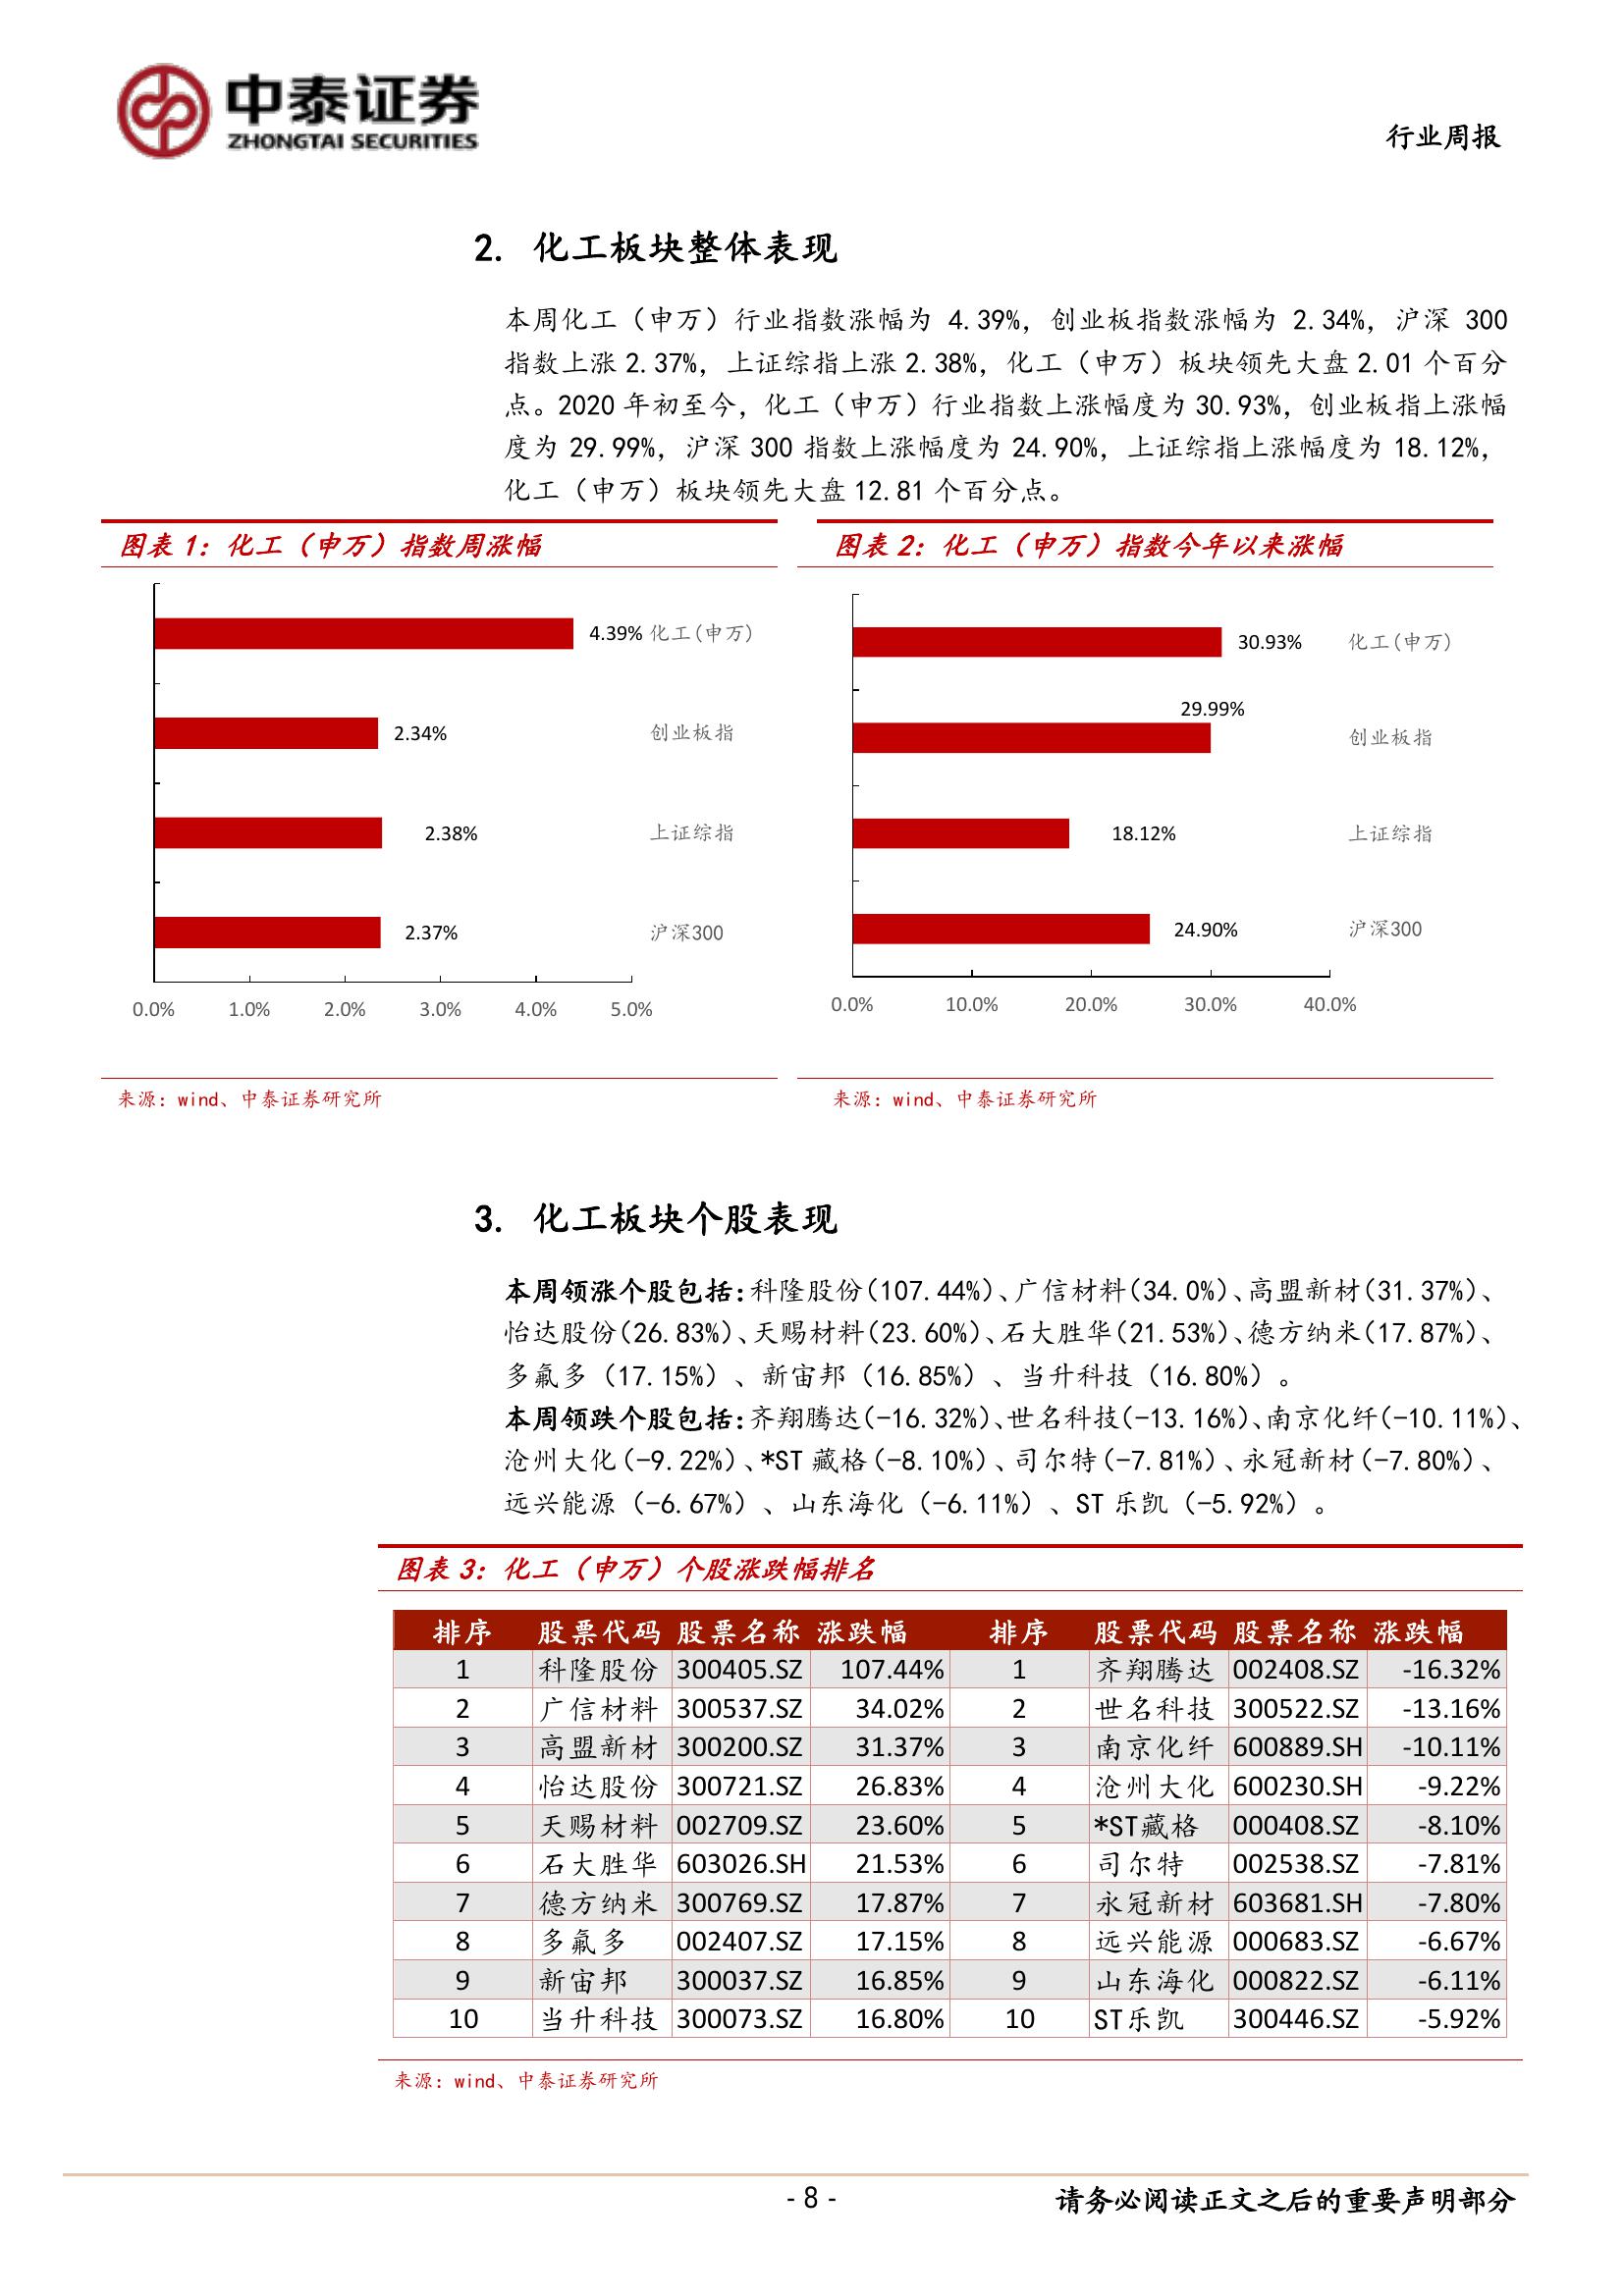 中泰证券
ZHONGTAI SECURITIES
行业周报
2. 化工板块整体表现
本周化工（申万）行业指数涨幅为 4.39%，创业板指数涨幅为 2.34%，沪深 300
指数上涨 2.37%，上证综指上涨 2.38%，化工（申万）板块领先大盘 2.01 个百分
点。2020 年初至今，化工（申万）行业指数上涨幅度为 30.93%，创业板指上涨幅
度为 29.99%，沪深 300 指数上涨幅度为 24.90%，上证综指上涨幅度为 18.12%，
化工（申万）板块领先大盘 12.81 个百分点。
图表 1：化工（申万）指数周涨幅
4.39% 化工(申万)
2.34% 创业板指
2.38% 上证综指
2.37% 沪深300
0.0% 1.0% 2.0% 3.0% 4.0% 5.0%
来源：wind、中泰证券研究所
图表 2：化工（申万）指数今年以来涨幅
30.93% 化工(申万)
29.99% 创业板指
18.12% 上证综指
24.90% 沪深300
0.0% 10.0% 20.0% 30.0% 40.0%
来源：wind、中泰证券研究所
3. 化工板块个股表现
本周领涨个股包括：科隆股份（107.44%）、广信材料（34.0%）、高盟新材（31.37%）、
怡达股份（26.83%）、天赐材料（23.60%）、石大胜华（21.53%）、德方纳米（17.87%）、
多氟多（17.15%）、新宙邦（16.85%）、当升科技（16.80%）。
本周领跌个股包括：齐翔腾达（-16.32%）、世名科技（-13.16%）、南京化纤（-10.11%）、
沧州大化（-9.22%）、*ST 藏格（-8.10%）、司尔特（-7.81%）、永冠新材（-7.80%）、
远兴能源（-6.67%）、山东海化（-6.11%）、ST 乐凯（-5.92%）。
图表 3：化工（申万）个股涨跌幅排名
排序 股票代码 股票名称 涨跌幅 排序 股票代码 股票名称 涨跌幅
1 科隆股份 300405.SZ 107.44% 1 齐翔腾达 002408.SZ -16.32%
2 广信材料 300537.SZ 34.02% 2 世名科技 300522.SZ -13.16%
3 高盟新材 300200.SZ 31.37% 3 南京化纤 600889.SH -10.11%
4 怡达股份 300721.SZ 26.83% 4 沧州大化 600230.SH -9.22%
5 天赐材料 002709.SZ 23.60% 5 *ST藏格 000408.SZ -8.10%
6 石大胜华 603026.SH 21.53% 6 司尔特 002538.SZ -7.81%
7 德方纳米 300769.SZ 17.87% 7 永冠新材 603681.SH -7.80%
8 多氟多 002407.SZ 17.15% 8 远兴能源 000683.SZ -6.67%
9 新宙邦 300037.SZ 16.85% 9 山东海化 000822.SZ -6.11%
10 当升科技 300073.SZ 16.80% 10 ST乐凯 300446.SZ -5.92%
来源：wind、中泰证券研究所
- 8 -
请务必阅读正文之后的重要声明部分